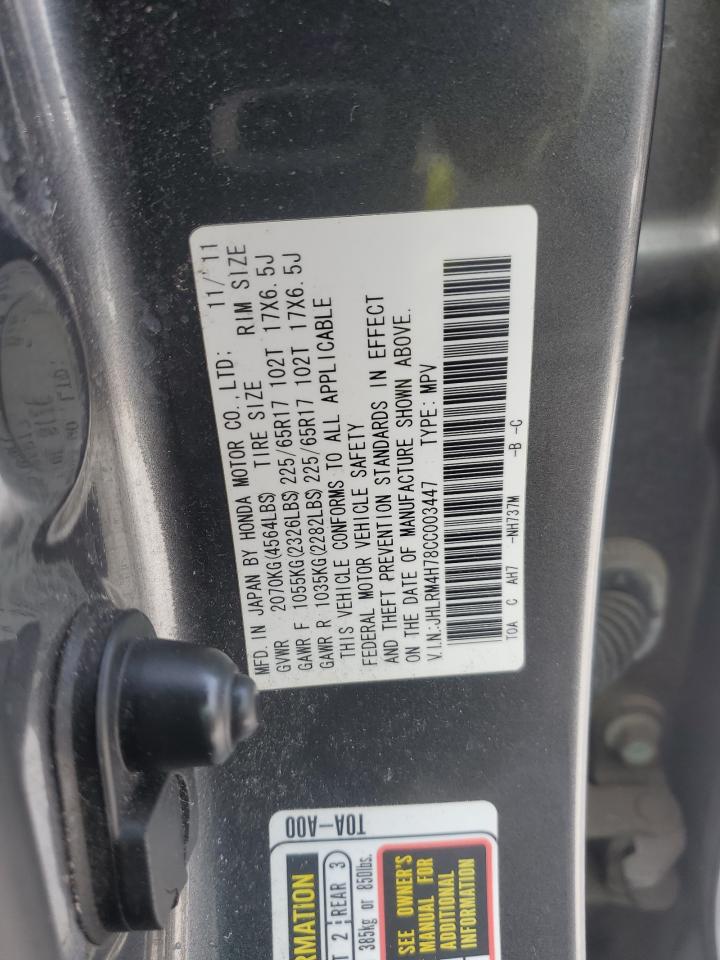 MFD. IN JAPAN BY HONDA MOTOR CO., LTD: 11/11
GVWR 2070KG(4564LBS) TIRE SIZE RIM SIZE
GAWR F 1055KG(2326LBS) 225/65R17 102T 17X6.5J
GAWR R 1035KG(2282LBS) 225/65R17 102T 17X6.5J
THIS VEHICLE CONFORMS TO ALL APPLICABLE
FEDERAL MOTOR VEHICLE SAFETY
AND THEFT PREVENTION STANDARDS IN EFFECT
ON THE DATE OF MANUFACTURE SHOWN ABOVE.
V.I.N:JHLRM4H78CC003447 TYPE: MPV
T0A C AH7 -NH737M -B -C
T0A-A00
RMATION
T 2 REAR 3
385kg or 850lbs.
SEE OWNER'S
MANUAL FOR
ADDITIONAL
INFORMATION